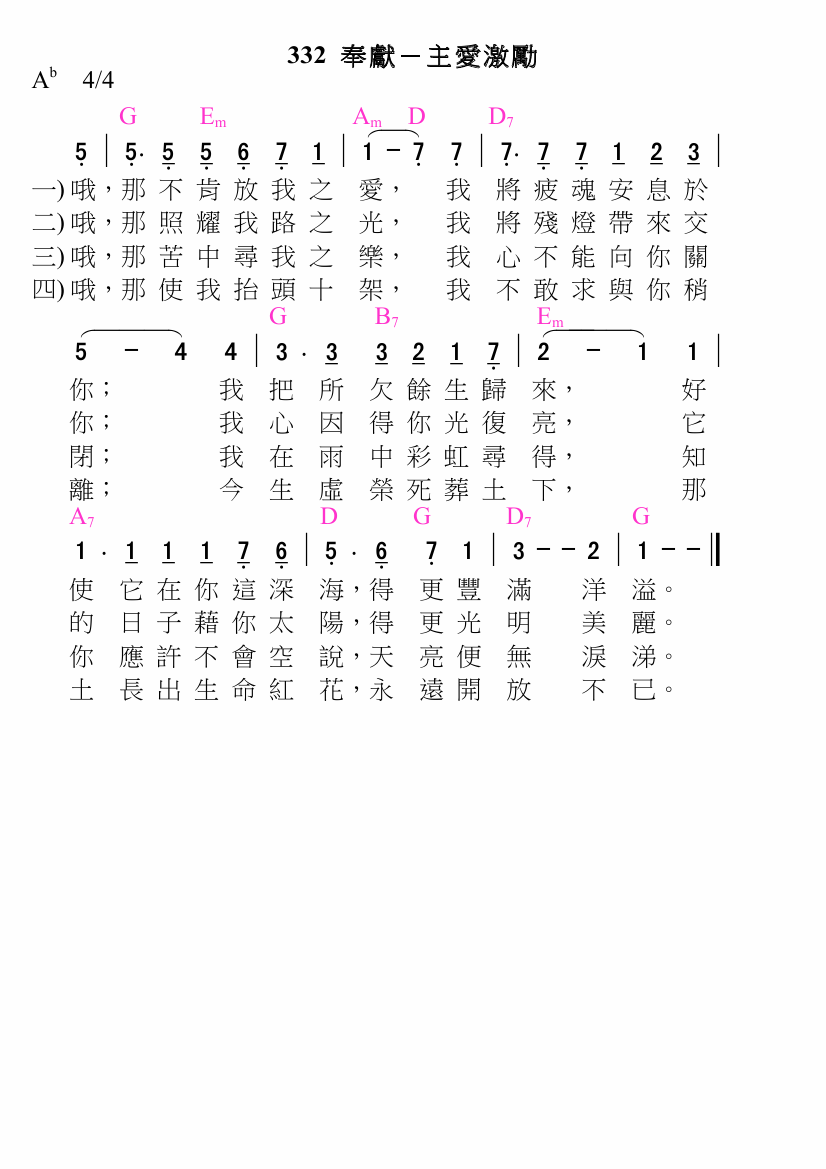 332 奉獻－主愛激勵
Ab 4/4
G Em Am D D7
5 | 5· 5 5 6 7 1 | 1 - 7 7 | 7· 7 7 1 2 3 |
一) 哦，那 不 肯 放 我 之 愛， 我 將 疲 魂 安 息 於
二) 哦，那 照 耀 我 路 之 光， 我 將 殘 燈 帶 來 交
三) 哦，那 苦 中 尋 我 之 樂， 我 心 不 能 向 你 關
四) 哦，那 使 我 抬 頭 十 架， 我 不 敢 求 與 你 稍
G B7 Em
5 - 4 4 | 3 · 3 3 2 1 7 | 2 - 1 1 |
你； 我 把 所 欠 餘 生 歸 來， 好
你； 我 心 因 得 你 光 復 亮， 它
閉； 我 在 雨 中 彩 虹 尋 得， 知
離； 今 生 虛 榮 死 葬 土 下， 那
A7 D G D7 G
1 · 1 1 1 7 6 | 5 · 6 7 1 | 3 - - 2 | 1 - - ‖
使 它 在 你 這 深 海，得 更 豐 滿 洋 溢。
的 日 子 藉 你 太 陽，得 更 光 明 美 麗。
你 應 許 不 會 空 說，天 亮 便 無 淚 涕。
土 長 出 生 命 紅 花，永 遠 開 放 不 已。